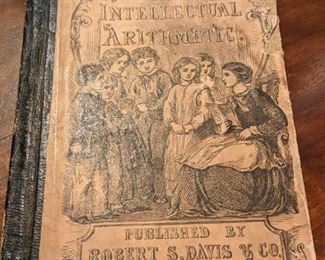 INTELLECTUAL
ARITHMETIC:
PUBLISHED BY
ROBERT S. DAVIS & CO.